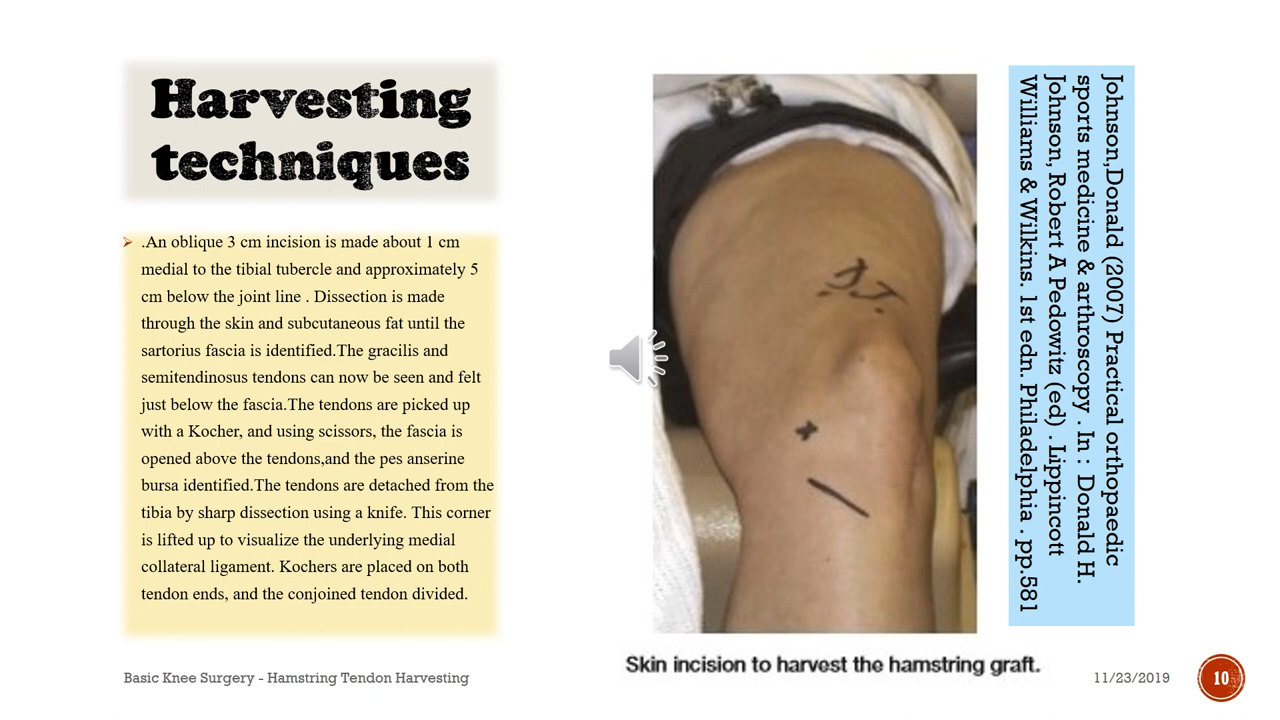 Harvesting
techniques
.An oblique 3 cm incision is made about 1 cm
medial to the tibial tubercle and approximately 5
cm below the joint line . Dissection is made
through the skin and subcutaneous fat until the
sartorius fascia is identified.The gracilis and
semitendinosus tendons can now be seen and felt
just below the fascia.The tendons are picked up
with a Kocher, and using scissors, the fascia is
opened above the tendons,and the pes anserine
bursa identified.The tendons are detached from the
tibia by sharp dissection using a knife. This corner
is lifted up to visualize the underlying medial
collateral ligament. Kochers are placed on both
tendon ends, and the conjoined tendon divided.
Skin incision to harvest the hamstring graft.
Johnson,Donald (2007) Practical orthopaedic
sports medicine & arthroscopy . In : Donald H.
Johnson, Robert A Pedowitz (ed) . Lippincott
Williams & Wilkins. 1st edn. Philadelphia . pp.581
Basic Knee Surgery - Hamstring Tendon Harvesting
11/23/2019
10